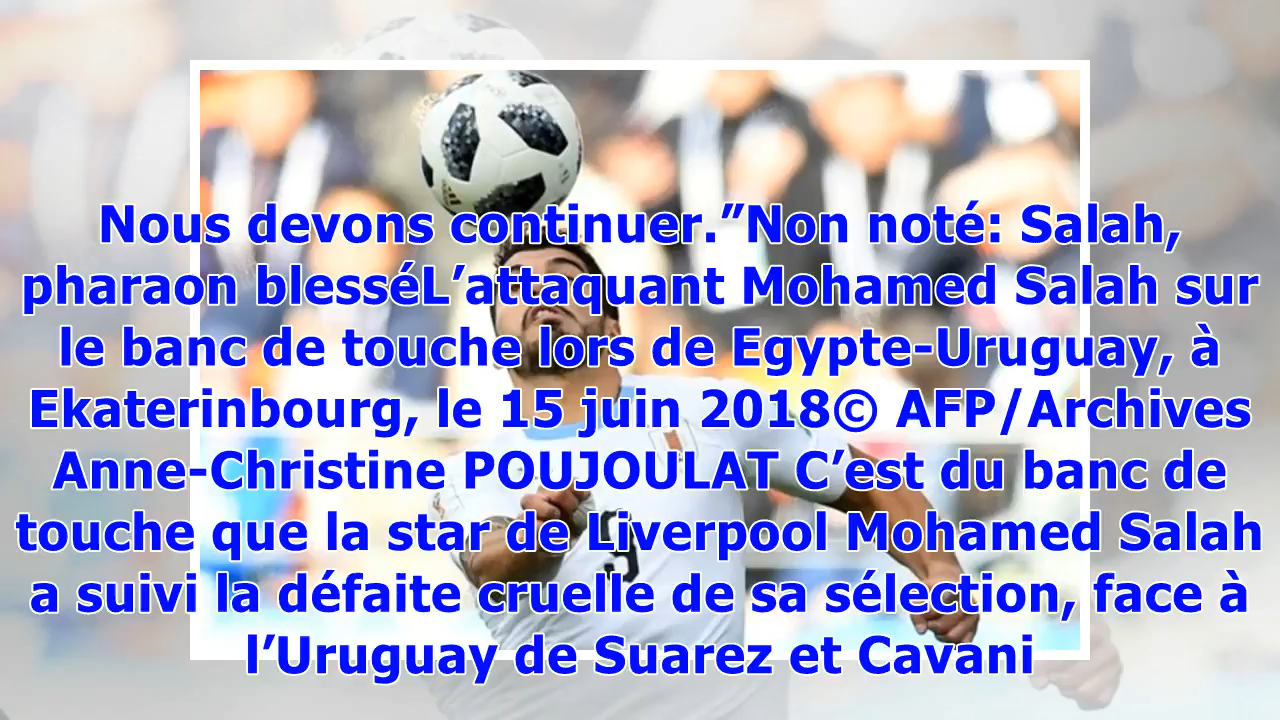 Nous devons continuer.”Non noté: Salah,
pharaon blesséL’attaquant Mohamed Salah sur
le banc de touche lors de Egypte-Uruguay, à
Ekaterinbourg, le 15 juin 2018© AFP/Archives
Anne-Christine POUJOULAT C’est du banc de
touche que la star de Liverpool Mohamed Salah
a suivi la défaite cruelle de sa sélection, face à
l’Uruguay de Suarez et Cavani
9